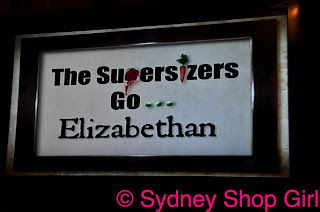 The Supersizers
Go...
Elizabethan
© Sydney Shop Girl